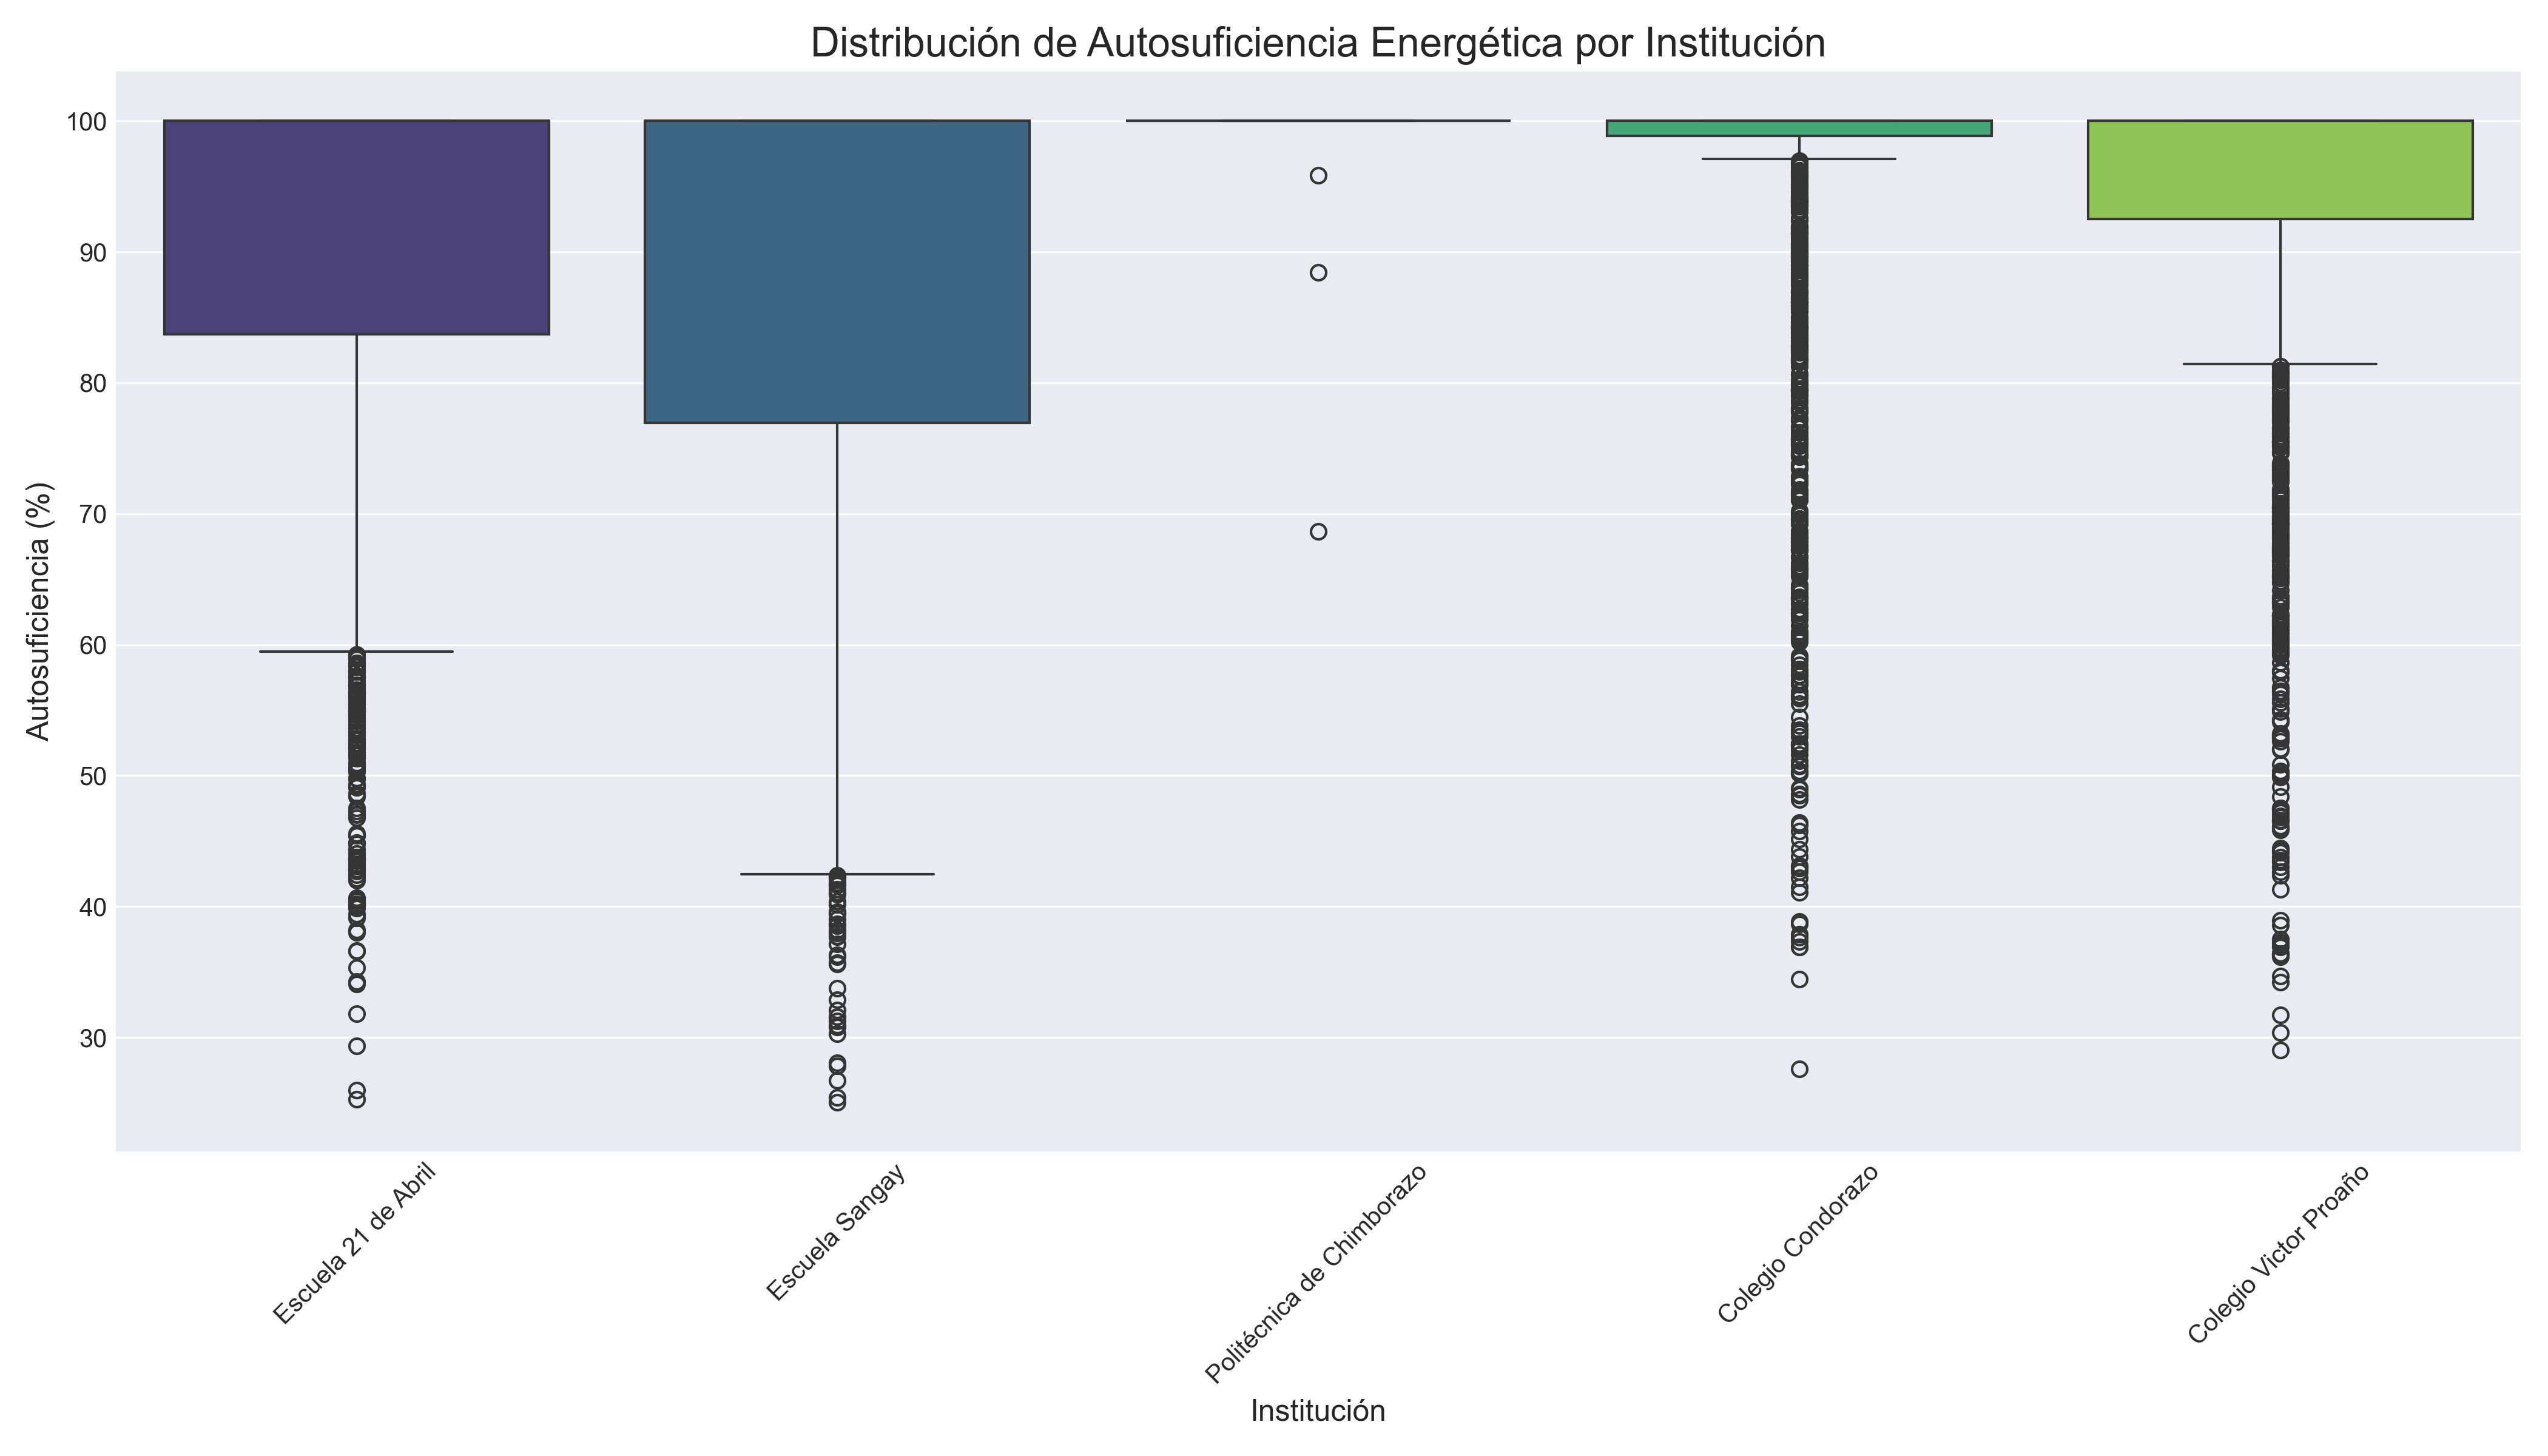 Distribución de Autosuficiencia Energética por Institución
Autosuficiencia (%)
100
90
80
70
60
50
40
30
Escuela 21 de Abril
Escuela Sangay
Politécnica de Chimborazo
Colegio Condorazo
Colegio Victor Proaño
Institución